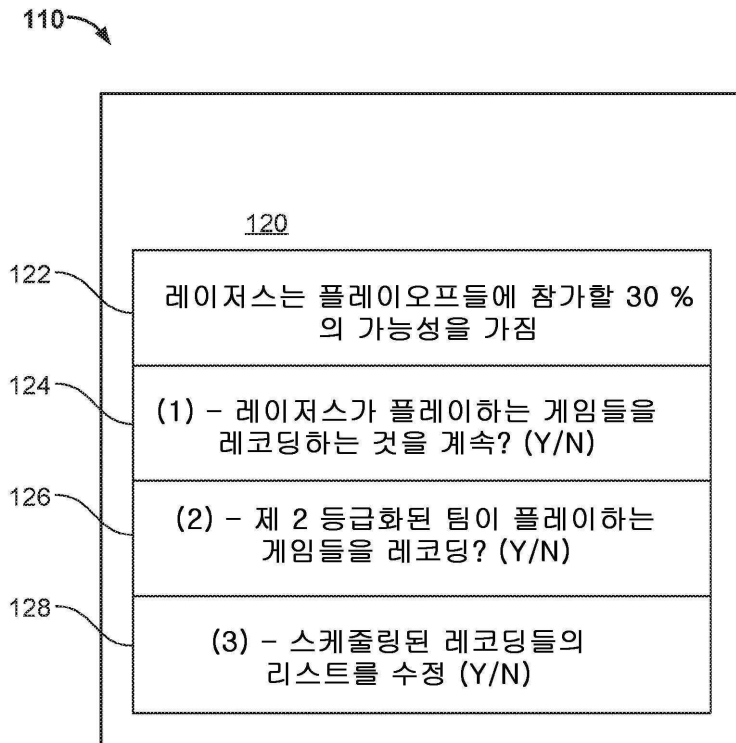 110
120
122
레이저스는 플레이오프들에 참가할 30 %
의 가능성을 가짐
124
(1) – 레이저스가 플레이하는 게임들을
레코딩하는 것을 계속? (Y/N)
126
(2) – 제 2 등급화된 팀이 플레이하는
게임들을 레코딩? (Y/N)
128
(3) – 스케줄링된 레코딩들의
리스트를 수정 (Y/N)